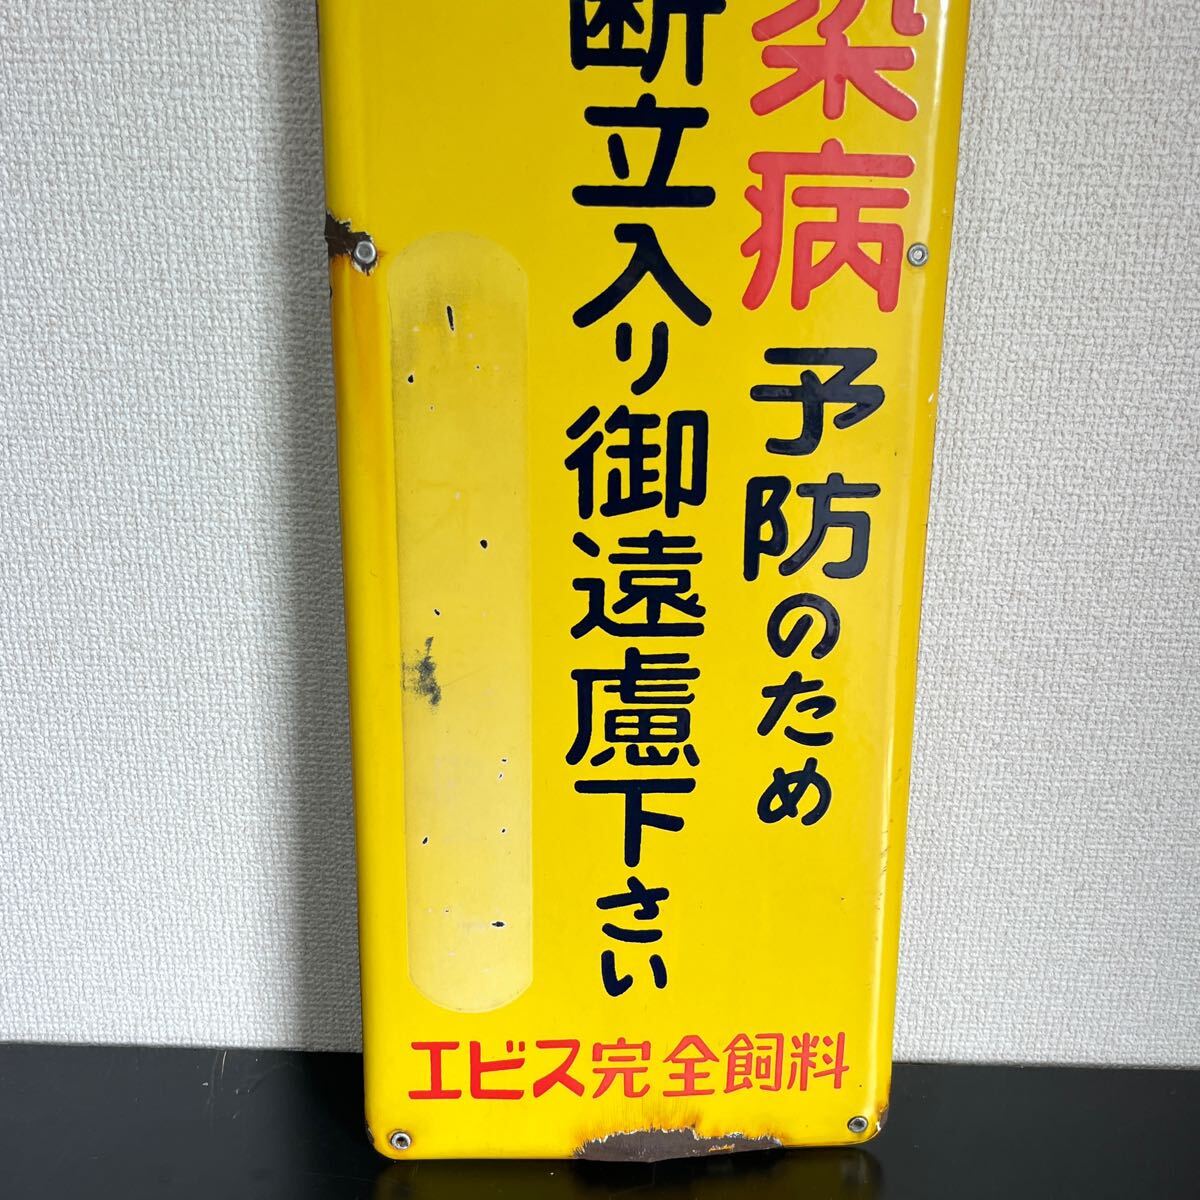 染病予防のため
断立入り御遠慮下さい
エビス完全飼料